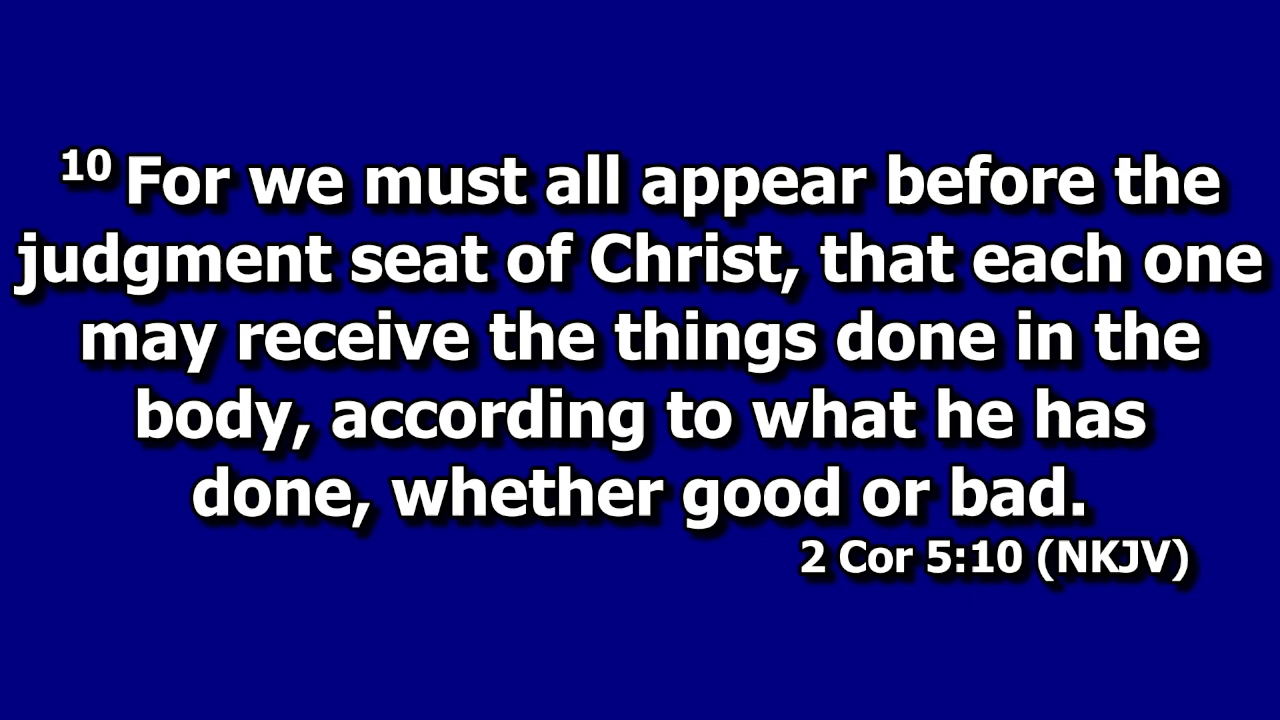 10 For we must all appear before the
judgment seat of Christ, that each one
may receive the things done in the
body, according to what he has
done, whether good or bad.
2 Cor 5:10 (NKJV)